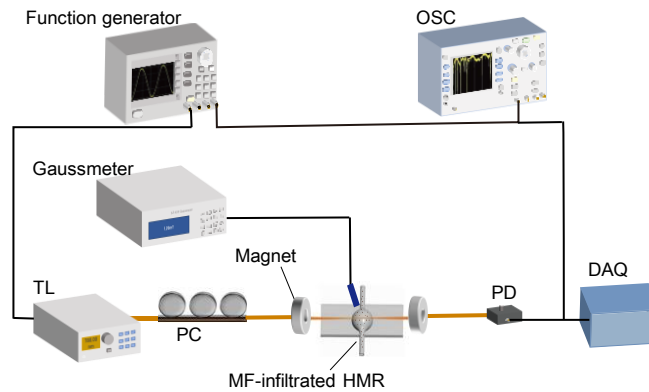 Function generator
OSC
Gaussmeter
Magnet
TL
PC
PD
DAQ
MF-infiltrated HMR